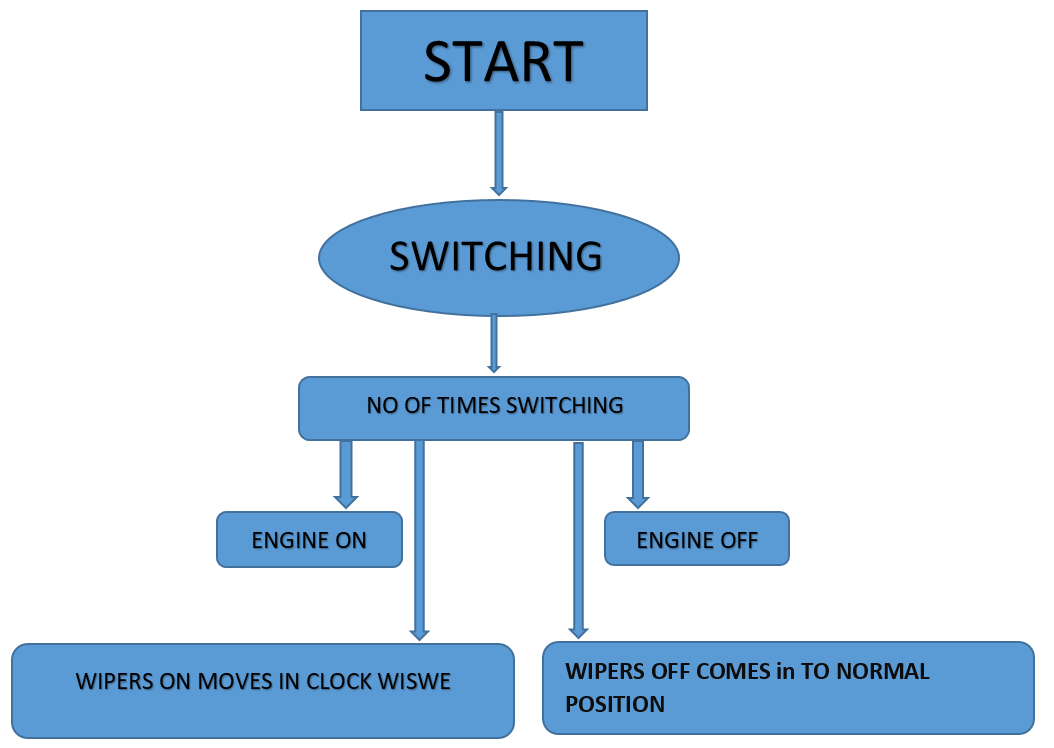 START
SWITCHING
NO OF TIMES SWITCHING
ENGINE ON
ENGINE OFF
WIPERS ON MOVES IN CLOCK WISWE
WIPERS OFF COMES in TO NORMAL
POSITION